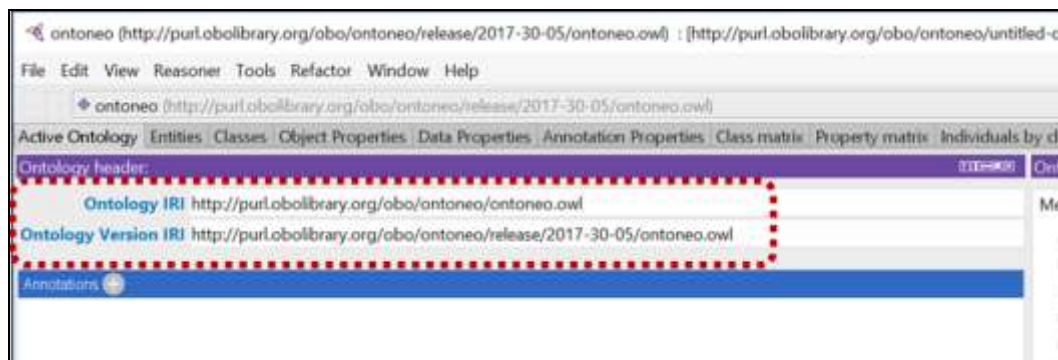 ontoneo (http://purl.obolibrary.org/obo/ontoneo/release/2017-30-05/ontoneo.owl) : [http://purl.obolibrary.org/obo/ontoneo/untitled-o
File Edit View Reasoner Tools Refactor Window Help
ontoneo (http://purl.obolibrary.org/obo/ontoneo/release/2017-30-05/ontoneo.owl)
Active Ontology Entities Classes Object Properties Data Properties Annotation Properties Class matrix Property matrix Individuals by
Ontology header: Ont
Ontology IRI http://purl.obolibrary.org/obo/ontoneo/ontoneo.owl Me
Ontology Version IRI http://purl.obolibrary.org/obo/ontoneo/release/2017-30-05/ontoneo.owl
Annotations